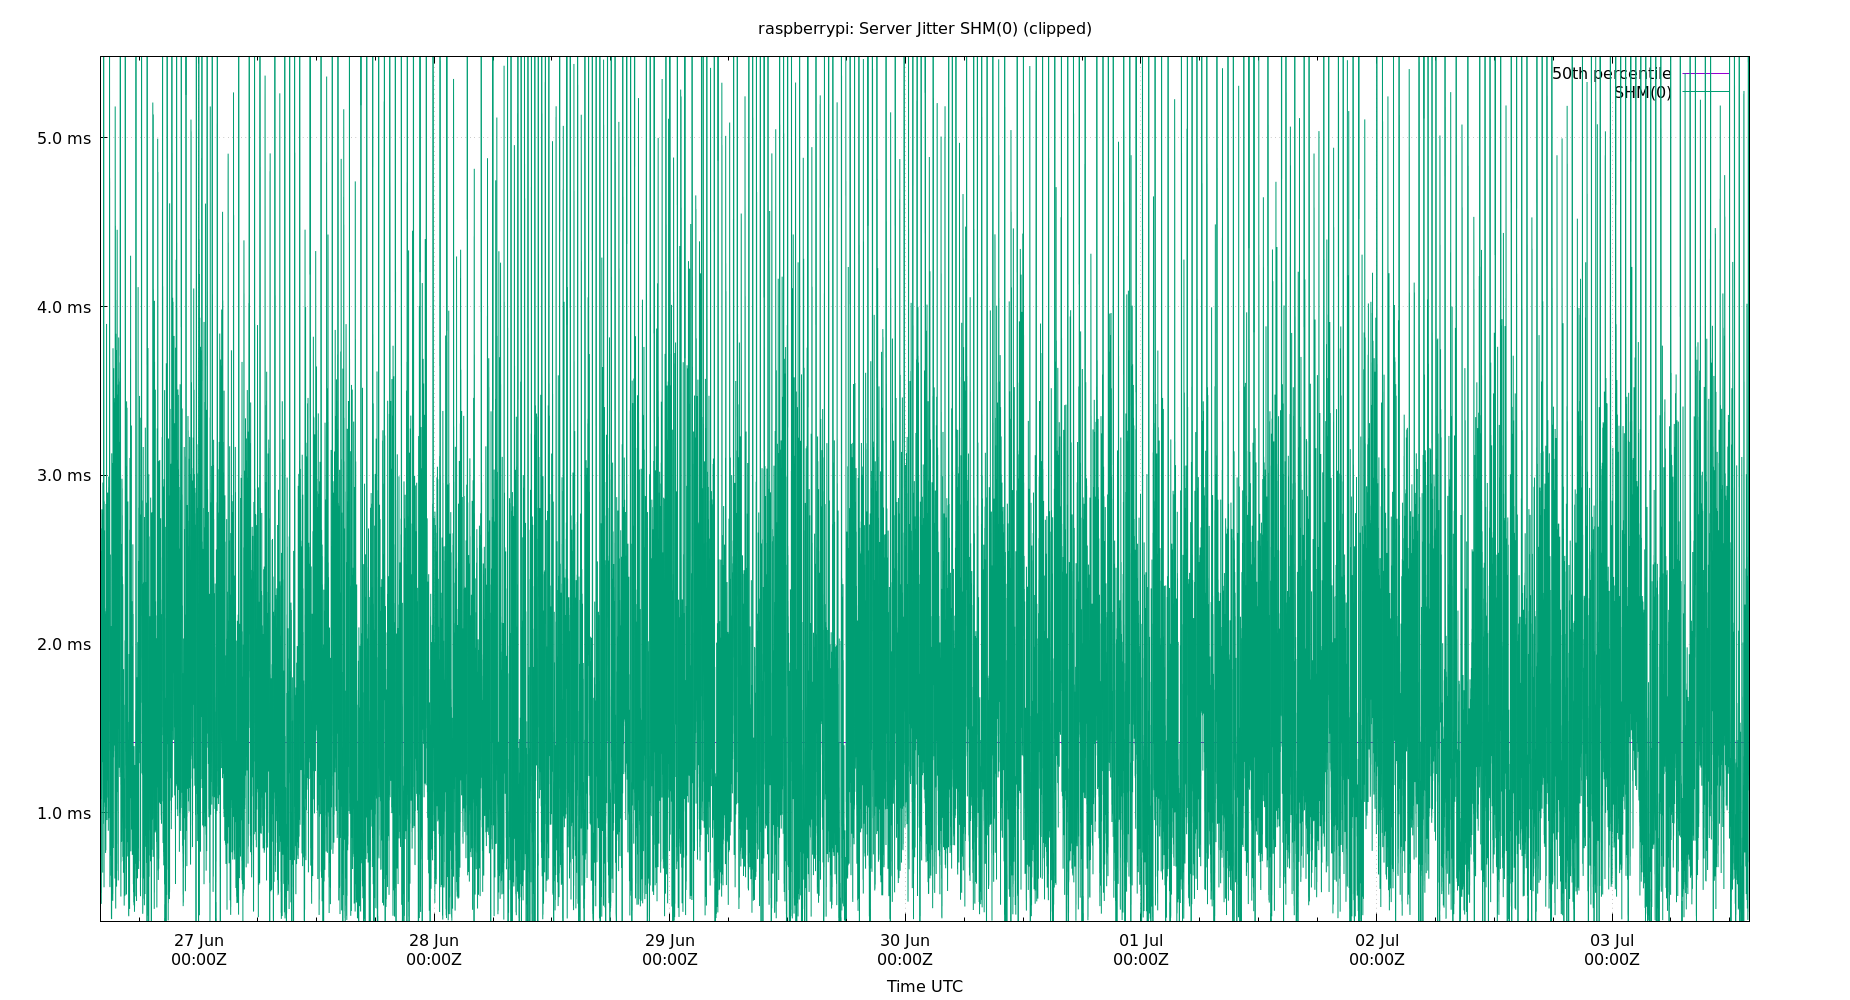 raspberrypi: Server Jitter SHM(0) (clipped)
50th percentile
SHM(0)
5.0 ms
4.0 ms
3.0 ms
2.0 ms
1.0 ms
27 Jun 28 Jun 29 Jun 30 Jun 01 Jul 02 Jul 03 Jul
00:00Z 00:00Z 00:00Z 00:00Z 00:00Z 00:00Z 00:00Z
Time UTC